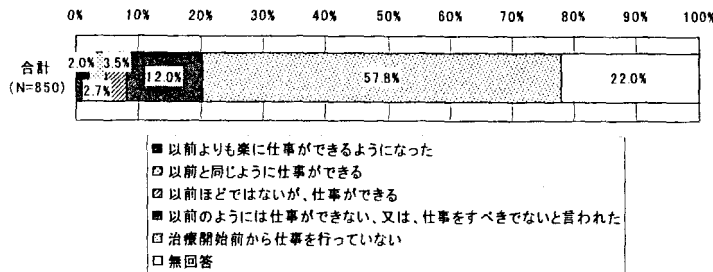 0% 10% 20% 30% 40% 50% 60% 70% 80% 90% 100%
合計
(N=850)
2.0% 2.7% 3.5% 12.0% 57.8% 22.0%
■以前よりも楽に仕事ができるようになった
以前と同じように仕事ができる
以前ほどではないが、仕事ができる
■以前のようには仕事ができない、又は、仕事をすべきでないと言われた
治療開始前から仕事を行っていない
□無回答